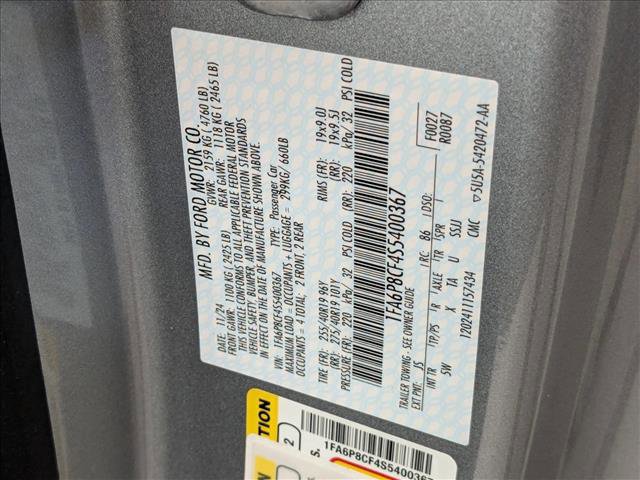 MFD. BY FORD MOTOR CO.
DATE: 11/24 GVWR: 2159 KG ( 4760 LB)
FRONT GAWR: 1100 KG ( 2425 LB) REAR GAWR: 1118 KG ( 2465 LB)
THIS VEHICLE CONFORMS TO ALL APPLICABLE FEDERAL MOTOR
VEHICLE SAFETY, BUMPER, AND THEFT PREVENTION STANDARDS
IN EFFECT ON THE DATE OF MANUFACTURE SHOWN ABOVE.
VIN: 1FA6P8CF4S5400367 TYPE: Passenger Car
MAXIMUM LOAD = OCCUPANTS + LUGGAGE = 299KG/ 660LB
OCCUPANTS = 4 TOTAL; 2 FRONT, 2 REAR
TIRE (FR): 255/40R19 96Y RIMS (FR): 19x9.0J
(RR): 275/40R19 101Y (RR): 19x9.5J
PRESSURE (FR): 220 kPa/ 32 PSI COLD (RR): 220 kPa/ 32 PSI COLD
1FA6P8CF4S5400367
F0027
R0087
TRAILER TOWING - SEE OWNER GUIDE
EXT PNT: J5 RC: B6 DSO:
INT TR TP/PS R AXLE TR SPR
SW I X TA U SSJJ
1202411157434 CMC 5U5A-5420472-AA
TION
2
S.
1FA6P8CF4S5400367